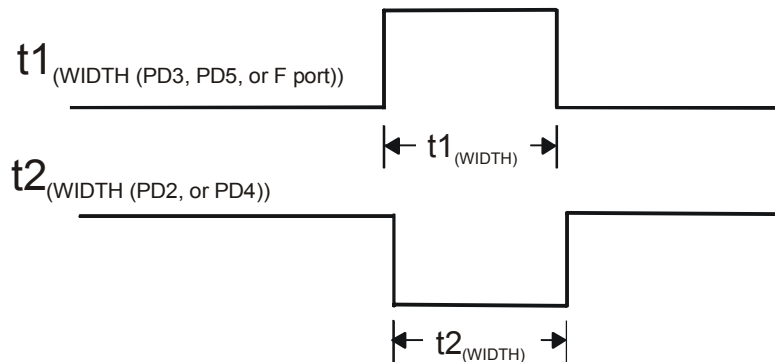 t1(WIDTH (PD3, PD5, or F port))
t1(WIDTH)
t2(WIDTH (PD2, or PD4))
t2(WIDTH)